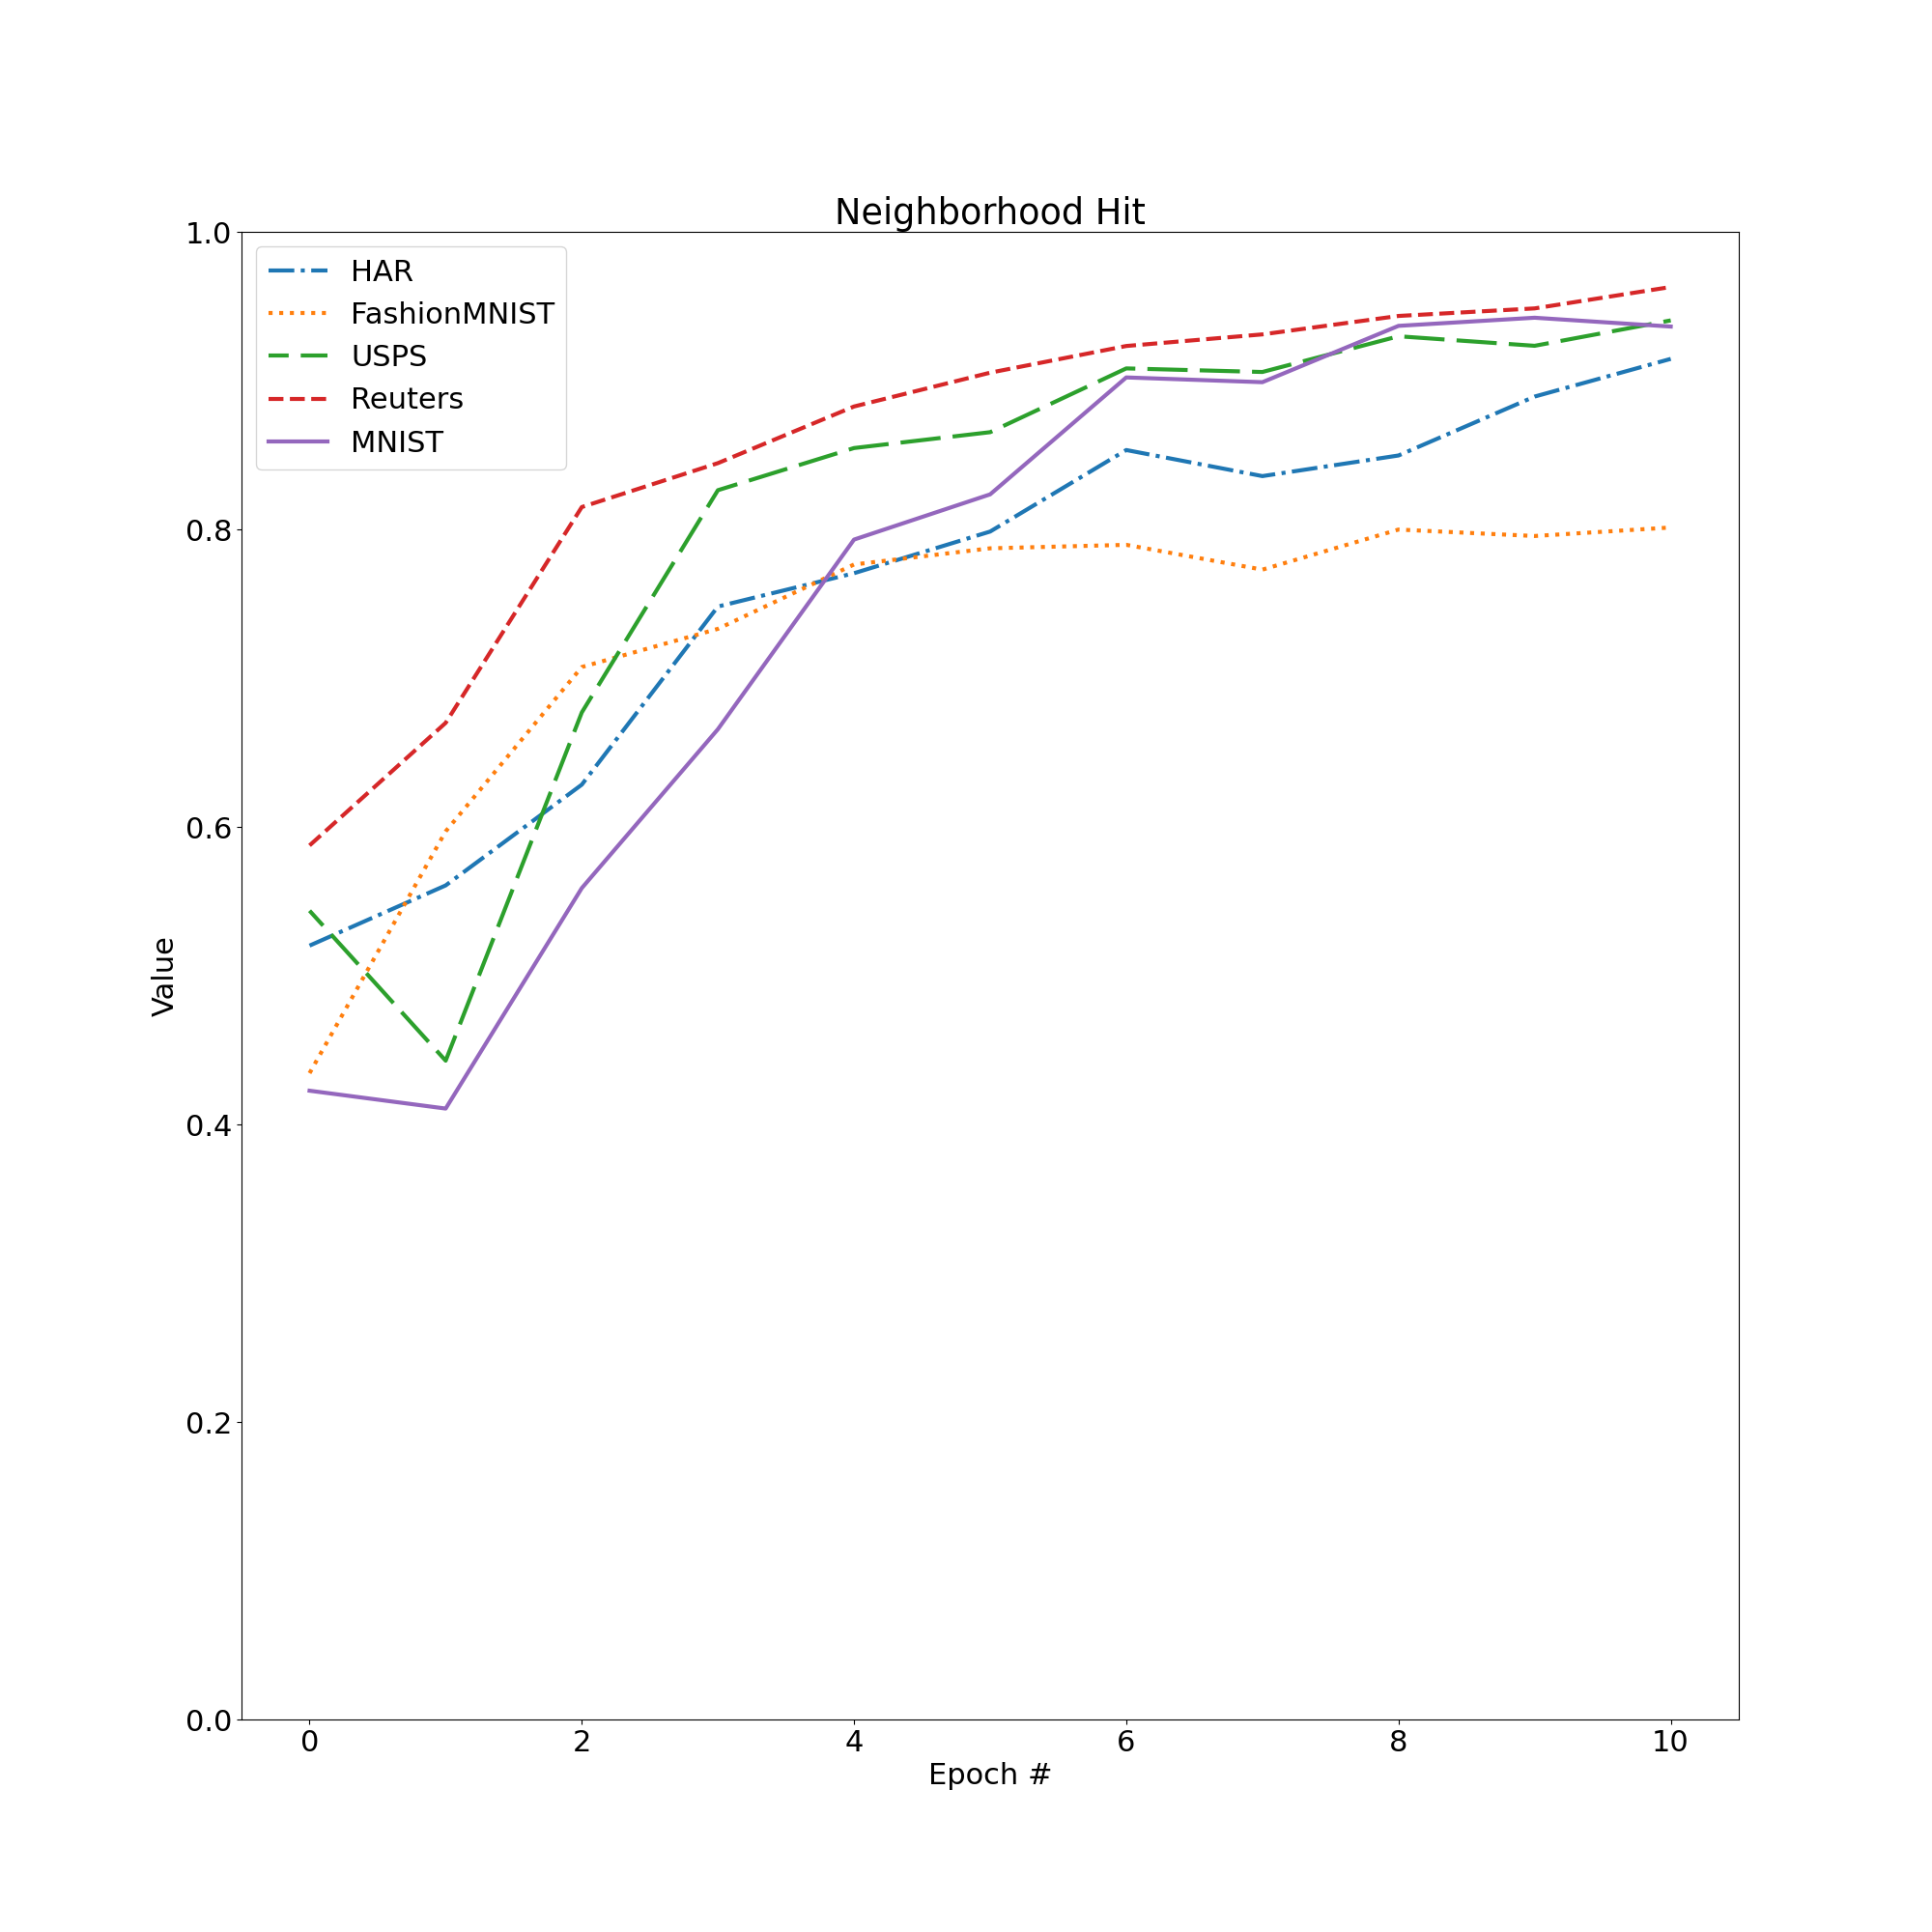 Neighborhood Hit
1.0
0.8
0.6
0.4
0.2
0.0
Value
HAR
FashionMNIST
USPS
Reuters
MNIST
0 2 4 6 8 10
Epoch #